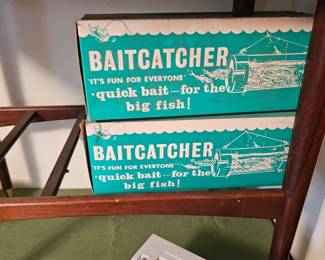 BAITCATCHER
"IT'S FUN FOR EVERYONE"
· quick bait — for the
big fish!
BAITCATCHER
"IT'S FUN FOR EVERYONE"
· quick bait — for the
big fish!